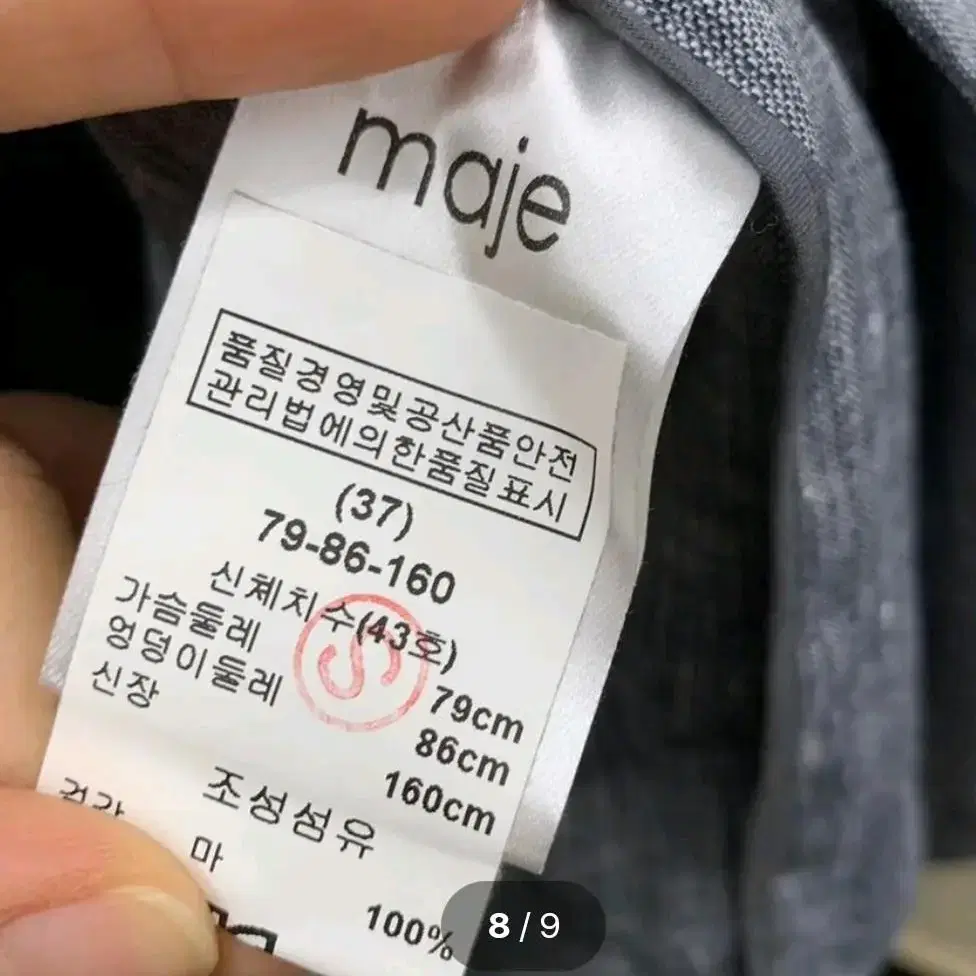 maje
품질경영및공산품안전
관리법에의한품질표시
(37)
79-86-160
신체치수(43호)
가슴둘레 79cm
엉덩이둘레 86cm
신장 160cm
S
조성섬유
겉감
마 100%
8/9